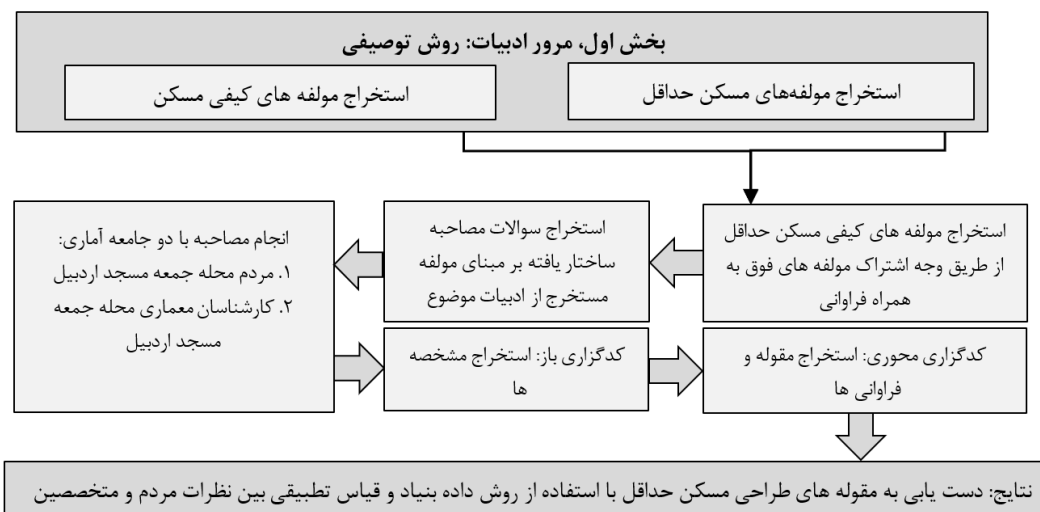 بخش اول، مرور ادبیات: روش توصیفی
استخراج مولفه‌های مسکن حداقل
استخراج مولفه های کیفی مسکن
استخراج مولفه های کیفی مسکن حداقل
از طریق وجه اشتراک مولفه های فوق به
همراه فراوانی
استخراج سوالات مصاحبه
ساختار یافته بر مبنای مولفه
مستخرج از ادبیات موضوع
انجام مصاحبه با دو جامعه آماری:
۱. مردم محله جمعه مسجد اردبیل
۲. کارشناسان معماری محله جمعه
مسجد اردبیل
کدگزاری باز: استخراج مشخصه
ها
کدگزاری محوری: استخراج مقوله و
فراوانی ها
نتایج: دست یابی به مقوله های طراحی مسکن حداقل با استفاده از روش داده بنیاد و قیاس تطبیقی بین نظرات مردم و متخصصین